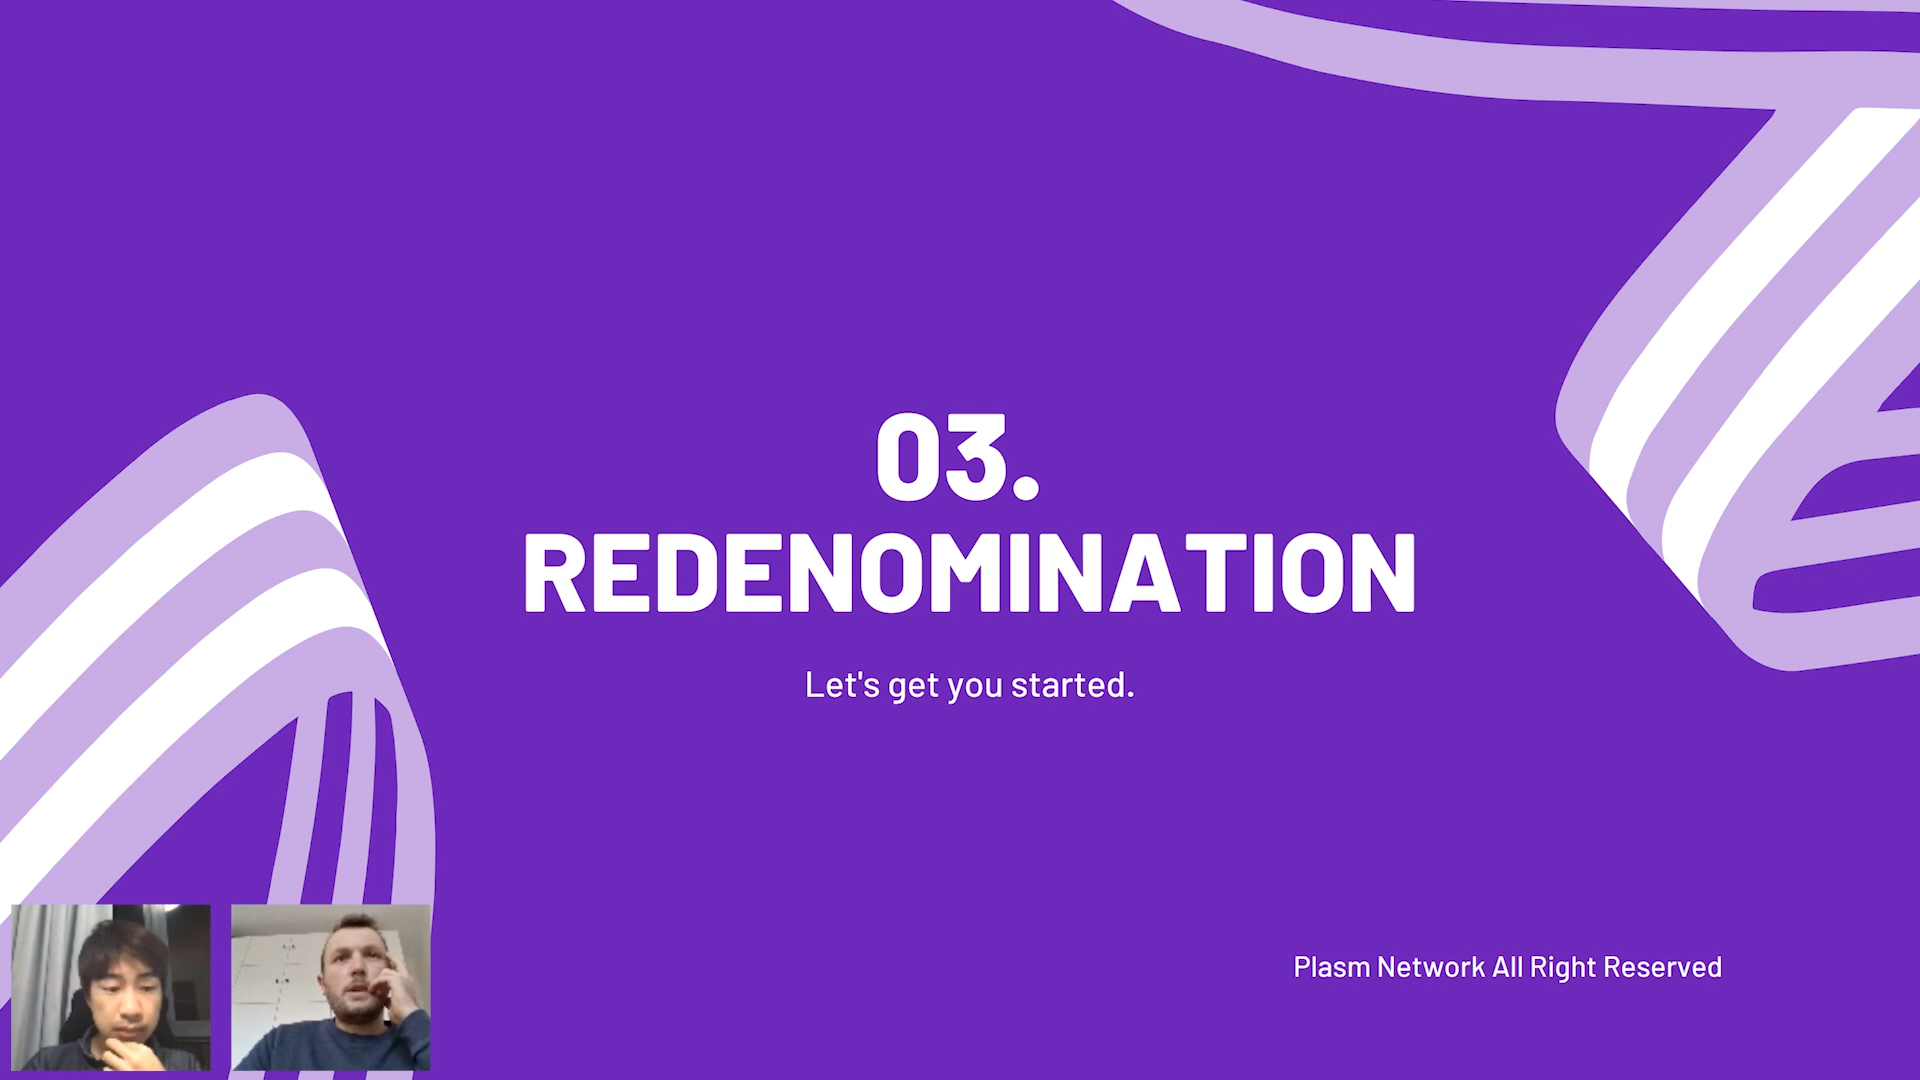 03.
REDENOMINATION
Let's get you started.
Plasm Network All Right Reserved